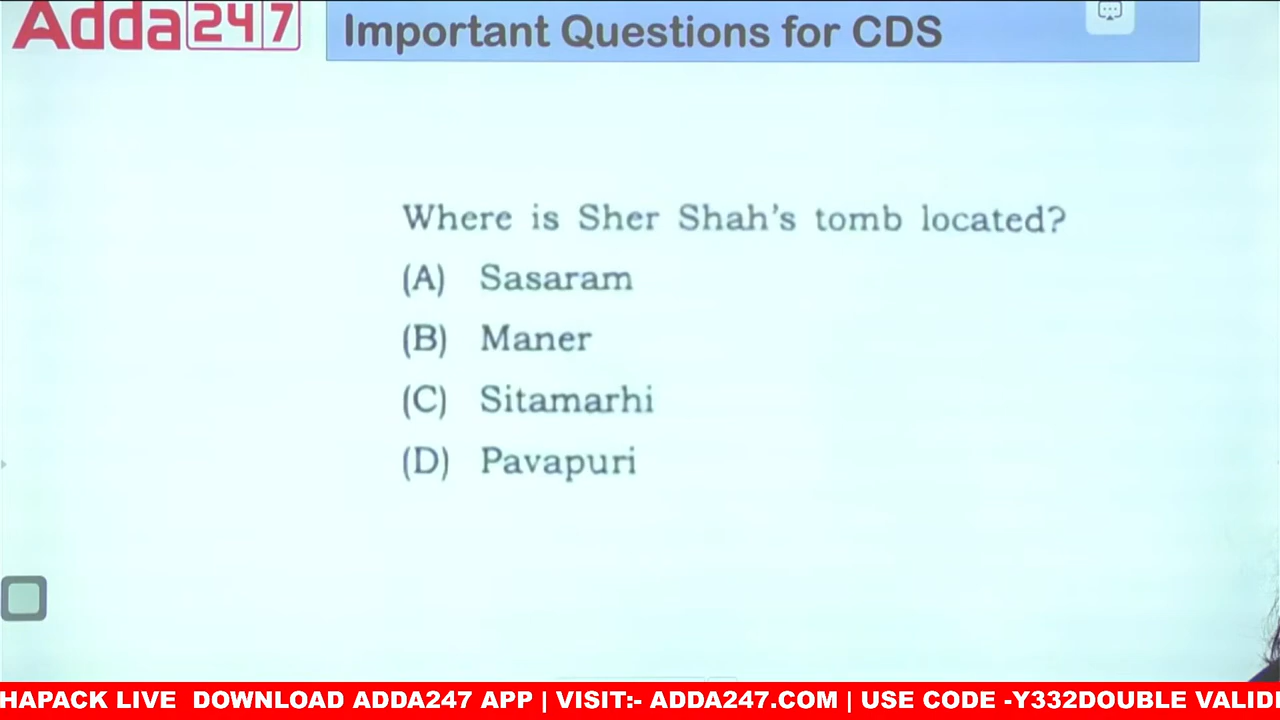 Adda247
Important Questions for CDS
Where is Sher Shah's tomb located?
(A) Sasaram
(B) Maner
(C) Sitamarhi
(D) Pavapuri
HAPACK LIVE DOWNLOAD ADDA247 APP | VISIT:- ADDA247.COM | USE CODE -Y332DOUBLE VALIDI